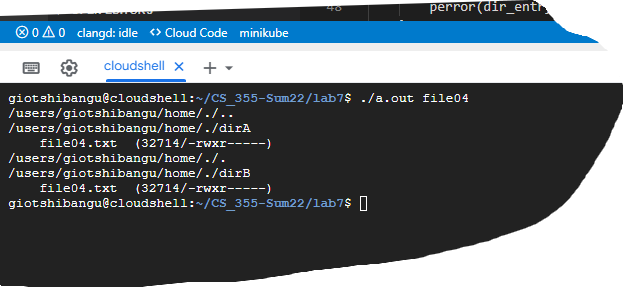 48 perror(dir_entry
0 0 clangd: idle <> Cloud Code minikube
cloudshell × +
giotshibangu@cloudshell:~/CS_355-Sum22/lab7$ ./a.out file04
/users/giotshibangu/home/./..
/users/giotshibangu/home/./dirA
    file04.txt  (32714/-rwxr-----)
/users/giotshibangu/home/./.
/users/giotshibangu/home/./dirB
    file04.txt  (32714/-rwxr-----)
giotshibangu@cloudshell:~/CS_355-Sum22/lab7$